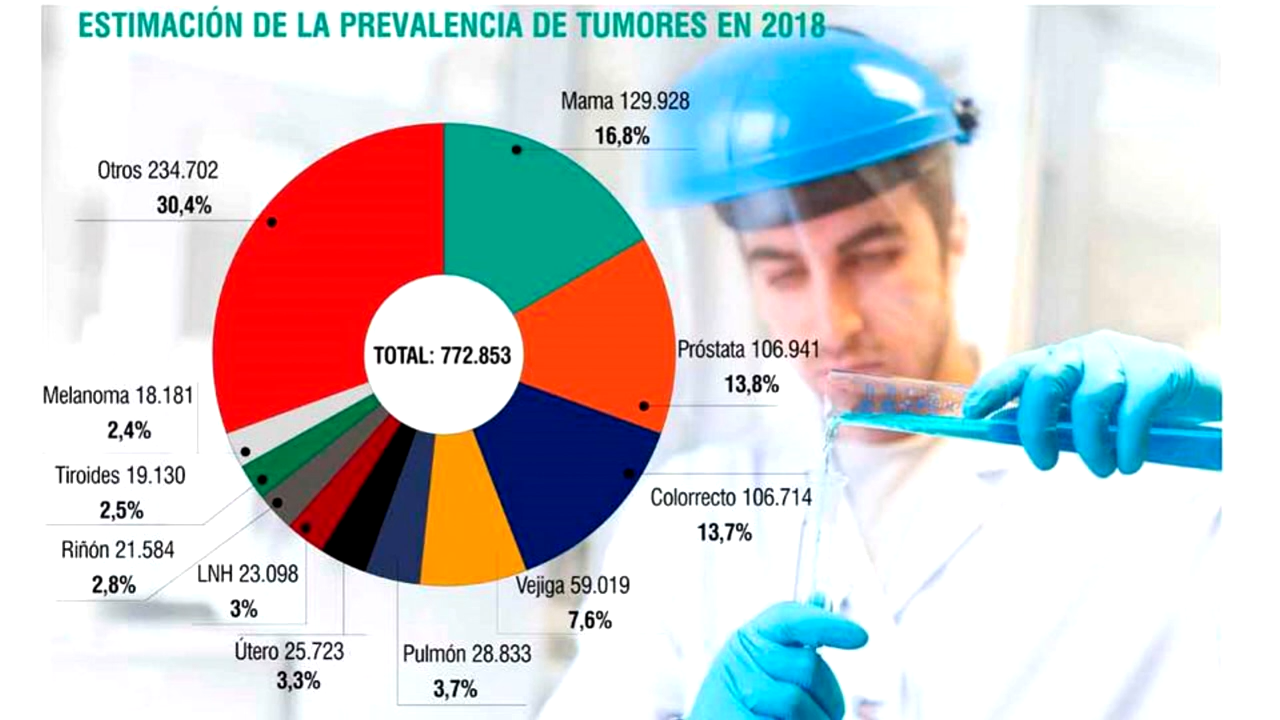 ESTIMACIÓN DE LA PREVALENCIA DE TUMORES EN 2018
Mama 129.928
16,8%
Otros 234.702
30,4%
TOTAL: 772.853
Próstata 106.941
13,8%
Melanoma 18.181
2,4%
Tiroides 19.130
2,5%
Colorrecto 106.714
13,7%
Riñón 21.584
2,8%
LNH 23.098
3%
Vejiga 59.019
7,6%
Útero 25.723
3,3%
Pulmón 28.833
3,7%